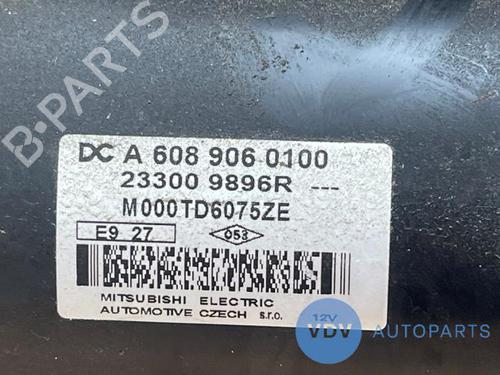 B-PARTS
DC A 608 906 0100
23300 9896R ---
M000TD6075ZE
E9 27
053
MITSUBISHI ELECTRIC
AUTOMOTIVE CZECH s.r.o.
12V
VDV AUTOPARTS